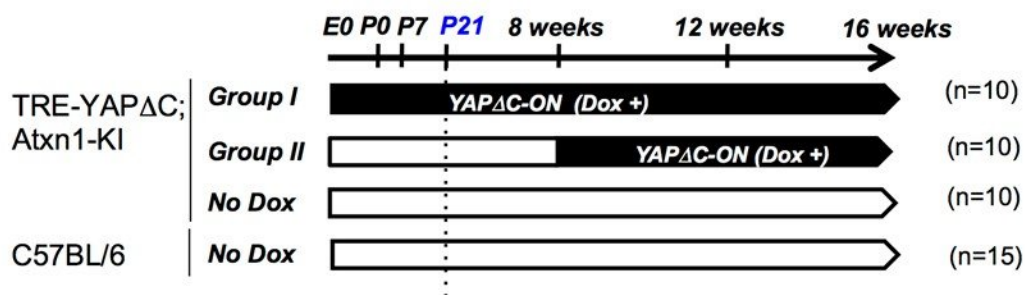 E0 P0 P7 P21 8 weeks 12 weeks 16 weeks
TRE-YAPΔC;
Atxn1-KI
Group I YAPΔC-ON (Dox +) (n=10)
Group II YAPΔC-ON (Dox +) (n=10)
No Dox (n=10)
C57BL/6 No Dox (n=15)